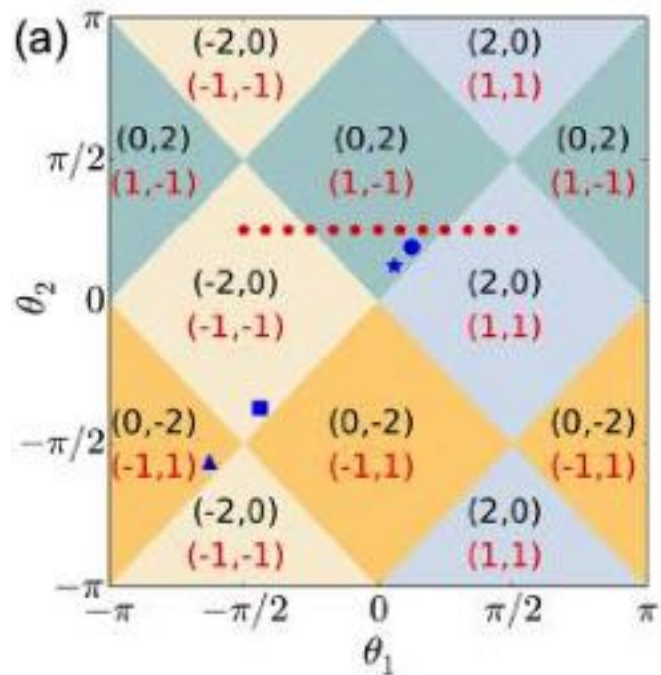 (a)
π
(-2,0) (2,0)
(-1,-1) (1,1)
(0,2) (0,2) (0,2)
π/2
(1,-1) (1,-1) (1,-1)
(-2,0) (2,0)
θ₂ 0
(-1,-1) (1,1)
(0,-2) (0,-2) (0,-2)
−π/2
(-1,1) (-1,1) (-1,1)
(-2,0) (2,0)
(-1,-1) (1,1)
−π
−π −π/2 0 π/2 π
θ₁